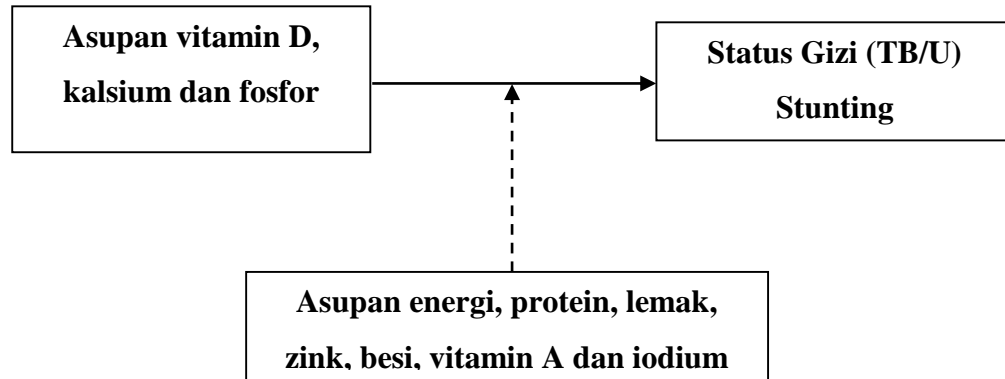 Asupan vitamin D,
kalsium dan fosfor
Status Gizi (TB/U)
Stunting
Asupan energi, protein, lemak,
zink, besi, vitamin A dan iodium